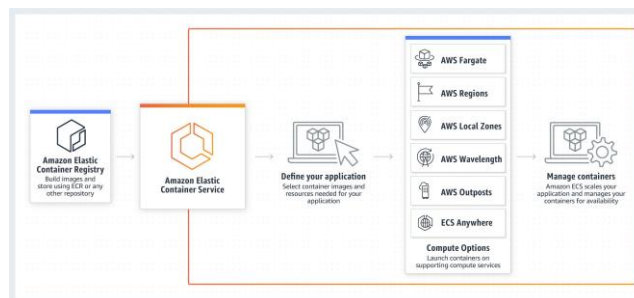 Amazon Elastic
Container Registry
Build images and
store using ECR or any
other repository
Amazon Elastic
Container Service
Define your application
Select container images and
resources needed for your
application
AWS Fargate
AWS Regions
AWS Local Zones
AWS Wavelength
AWS Outposts
ECS Anywhere
Compute Options
Launch containers on
supporting compute services
Manage containers
Amazon ECS scales your
application and manages your
containers for availability